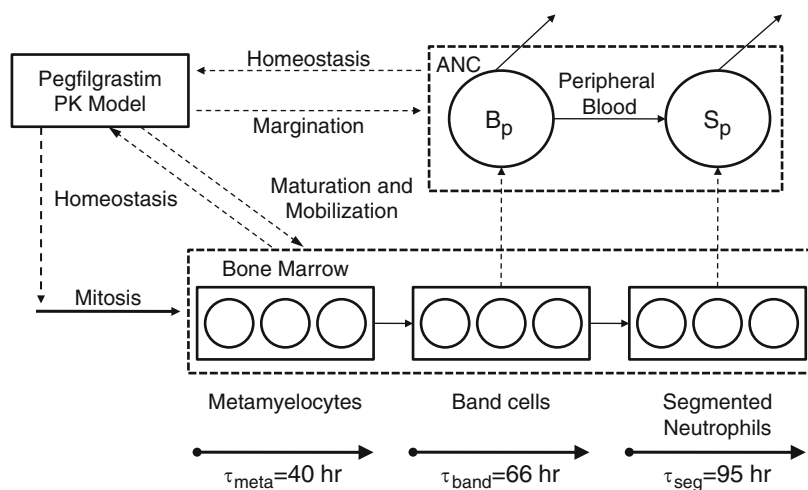 Pegfilgrastim
PK Model
Homeostasis
Margination
ANC
Peripheral
Blood
Bp
Sp
Homeostasis
Maturation and
Mobilization
Mitosis
Bone Marrow
Metamyelocytes
Band cells
Segmented
Neutrophils
τmeta=40 hr
τband=66 hr
τseg=95 hr